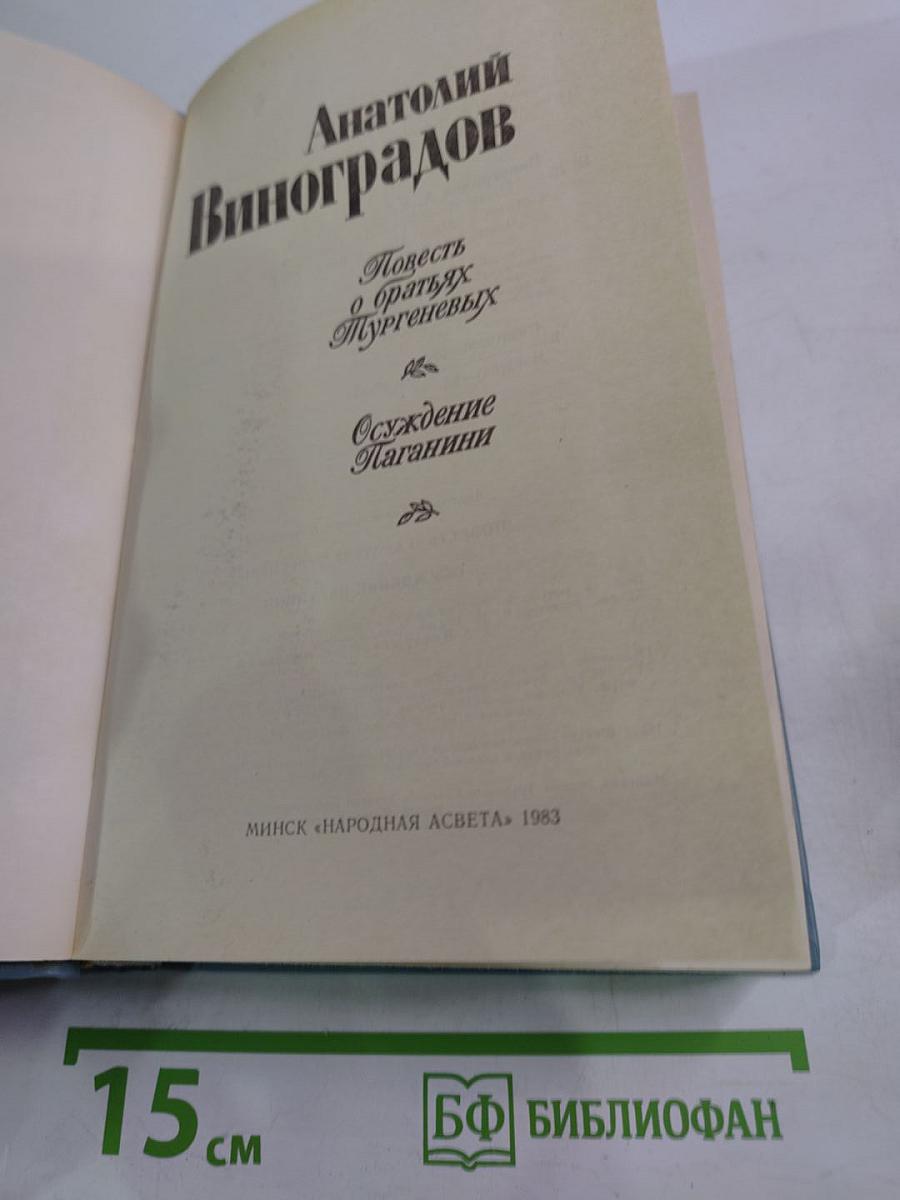 Анатолий
Виноградов
Повесть
о братьях
Тургеневых
Осуждение
Паганини
МИНСК «НАРОДНАЯ АСВЕТА» 1983
15 см
БФ БИБЛИОФАН